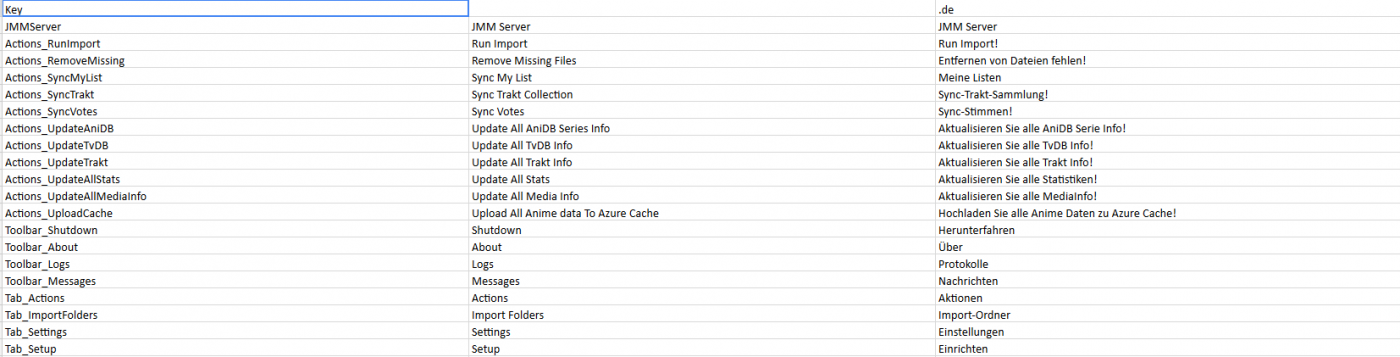 Key .de
JMMServer JMM Server JMM Server
Actions_RunImport Run Import Run Import!
Actions_RemoveMissing Remove Missing Files Entfernen von Dateien fehlen!
Actions_SyncMyList Sync My List Meine Listen
Actions_SyncTrakt Sync Trakt Collection Sync-Trakt-Sammlung!
Actions_SyncVotes Sync Votes Sync-Stimmen!
Actions_UpdateAniDB Update All AniDB Series Info Aktualisieren Sie alle AniDB Serie Info!
Actions_UpdateTvDB Update All TvDB Info Aktualisieren Sie alle TvDB Info!
Actions_UpdateTrakt Update All Trakt Info Aktualisieren Sie alle Trakt Info!
Actions_UpdateAllStats Update All Stats Aktualisieren Sie alle Statistiken!
Actions_UpdateAllMediaInfo Update All Media Info Aktualisieren Sie alle MediaInfo!
Actions_UploadCache Upload All Anime data To Azure Cache Hochladen Sie alle Anime Daten zu Azure Cache!
Toolbar_Shutdown Shutdown Herunterfahren
Toolbar_About About Über
Toolbar_Logs Logs Protokolle
Toolbar_Messages Messages Nachrichten
Tab_Actions Actions Aktionen
Tab_ImportFolders Import Folders Import-Ordner
Tab_Settings Settings Einstellungen
Tab_Setup Setup Einrichten